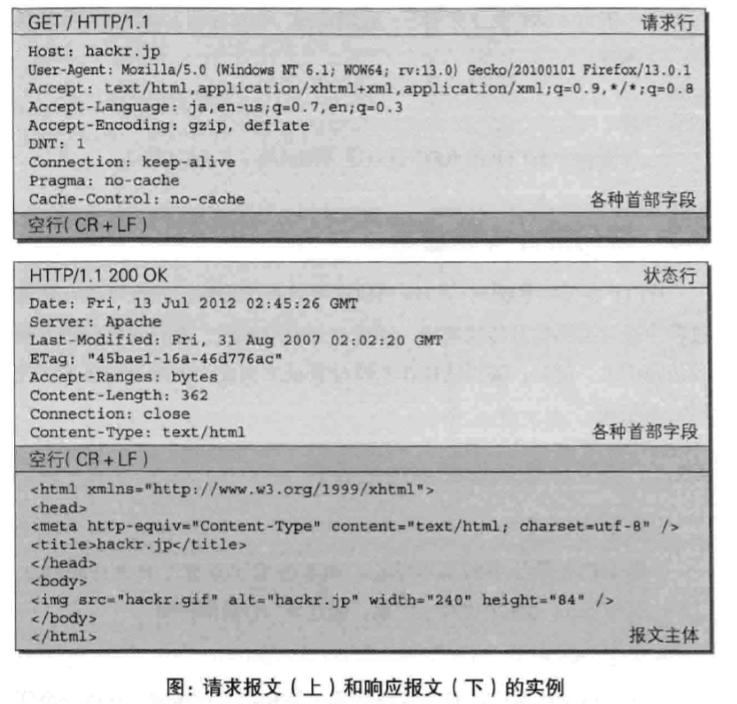 GET / HTTP/1.1 请求行
Host: hackr.jp
User-Agent: Mozilla/5.0 (Windows NT 6.1; WOW64; rv:13.0) Gecko/20100101 Firefox/13.0.1
Accept: text/html,application/xhtml+xml,application/xml;q=0.9,*/*;q=0.8
Accept-Language: ja,en-us;q=0.7,en;q=0.3
Accept-Encoding: gzip, deflate
DNT: 1
Connection: keep-alive
Pragma: no-cache
Cache-Control: no-cache 各种首部字段
空行( CR + LF )
HTTP/1.1 200 OK 状态行
Date: Fri, 13 Jul 2012 02:45:26 GMT
Server: Apache
Last-Modified: Fri, 31 Aug 2007 02:02:20 GMT
ETag: "45bae1-16a-46d776ac"
Accept-Ranges: bytes
Content-Length: 362
Connection: close
Content-Type: text/html 各种首部字段
空行( CR + LF )
<html xmlns="http://www.w3.org/1999/xhtml">
<head>
<meta http-equiv="Content-Type" content="text/html; charset=utf-8" />
<title>hackr.jp</title>
</head>
<body>
<img src="hackr.gif" alt="hackr.jp" width="240" height="84" />
</body>
</html> 报文主体
图: 请求报文（上）和响应报文（下）的实例